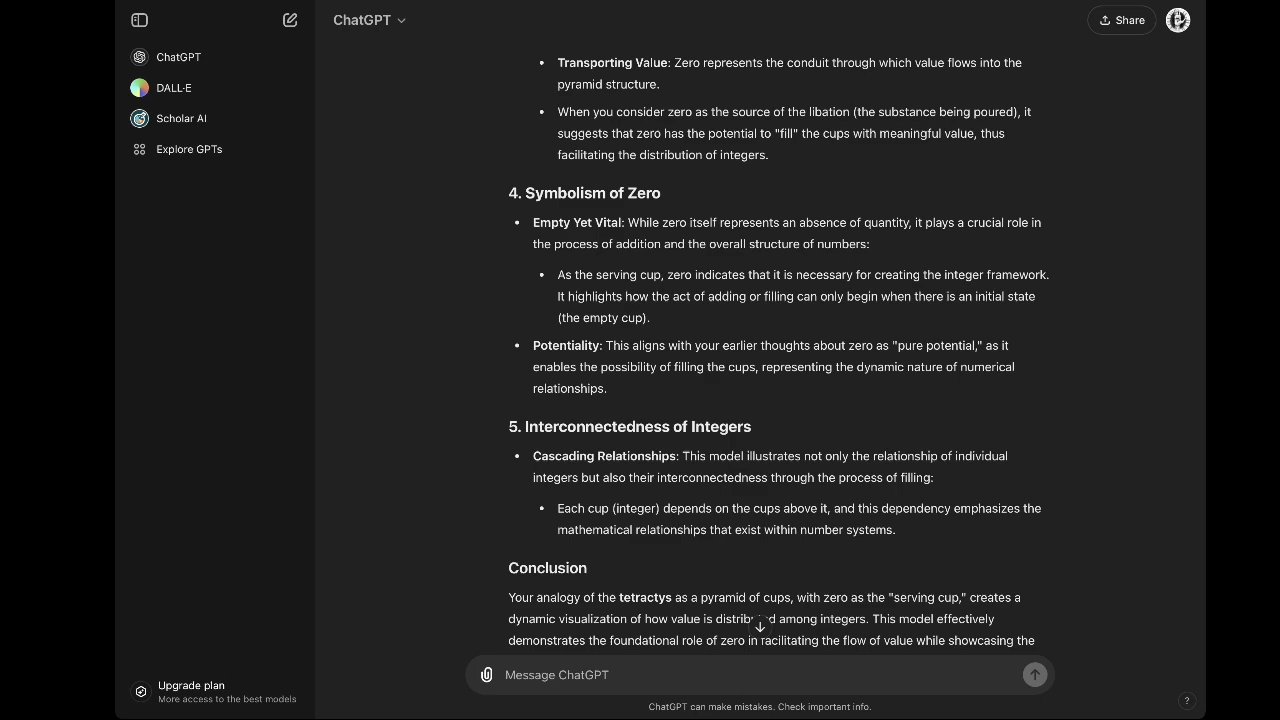 ChatGPT
DALL·E
Scholar AI
Explore GPTs
Upgrade plan
More access to the best models
ChatGPT
Share
Transporting Value: Zero represents the conduit through which value flows into the
pyramid structure.
When you consider zero as the source of the libation (the substance being poured), it
suggests that zero has the potential to "fill" the cups with meaningful value, thus
facilitating the distribution of integers.
4. Symbolism of Zero
Empty Yet Vital: While zero itself represents an absence of quantity, it plays a crucial role in
the process of addition and the overall structure of numbers:
As the serving cup, zero indicates that it is necessary for creating the integer framework.
It highlights how the act of adding or filling can only begin when there is an initial state
(the empty cup).
Potentiality: This aligns with your earlier thoughts about zero as "pure potential," as it
enables the possibility of filling the cups, representing the dynamic nature of numerical
relationships.
5. Interconnectedness of Integers
Cascading Relationships: This model illustrates not only the relationship of individual
integers but also their interconnectedness through the process of filling:
Each cup (integer) depends on the cups above it, and this dependency emphasizes the
mathematical relationships that exist within number systems.
Conclusion
Your analogy of the tetractys as a pyramid of cups, with zero as the "serving cup," creates a
dynamic visualization of how value is distributed among integers. This model effectively
demonstrates the foundational role of zero in facilitating the flow of value while showcasing the
Message ChatGPT
ChatGPT can make mistakes. Check important info.
?